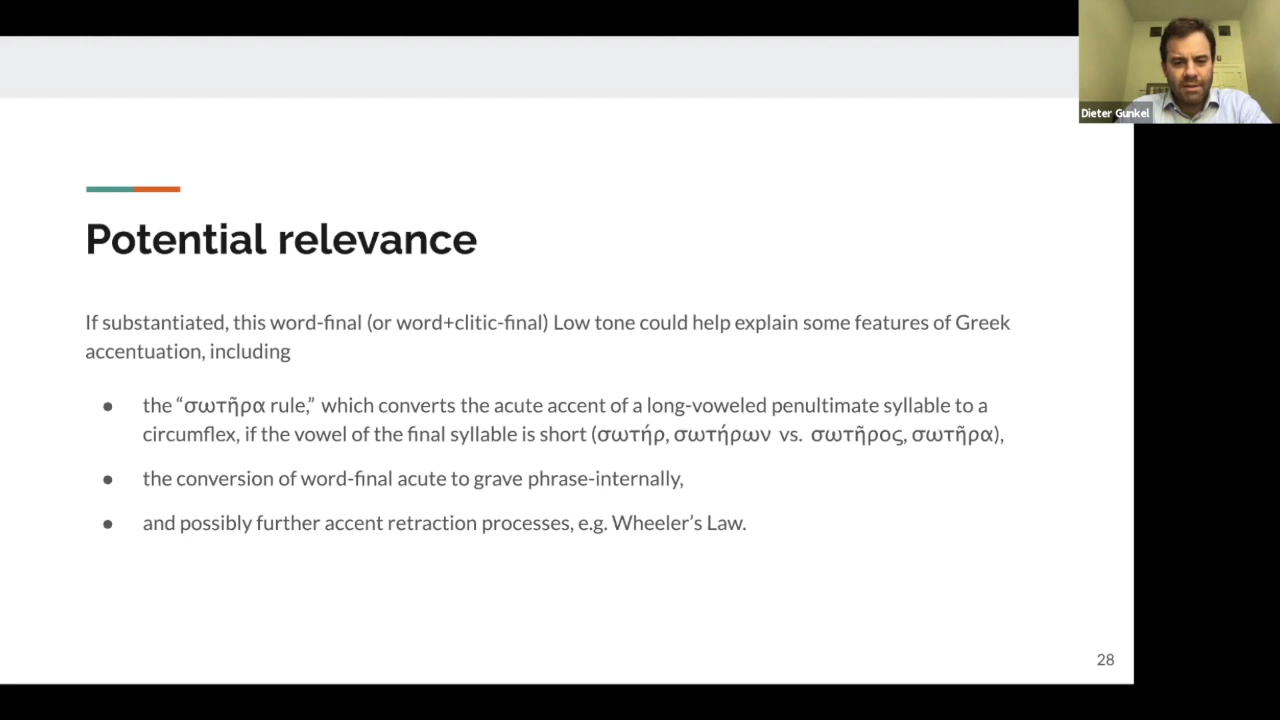 Dieter Gunkel
Potential relevance
If substantiated, this word-final (or word+clitic-final) Low tone could help explain some features of Greek
accentuation, including
● the “σωτῆρα rule,” which converts the acute accent of a long-voweled penultimate syllable to a
circumflex, if the vowel of the final syllable is short (σωτήρ, σωτήρων vs. σωτῆρος, σωτῆρα),
● the conversion of word-final acute to grave phrase-internally,
● and possibly further accent retraction processes, e.g. Wheeler’s Law.
28